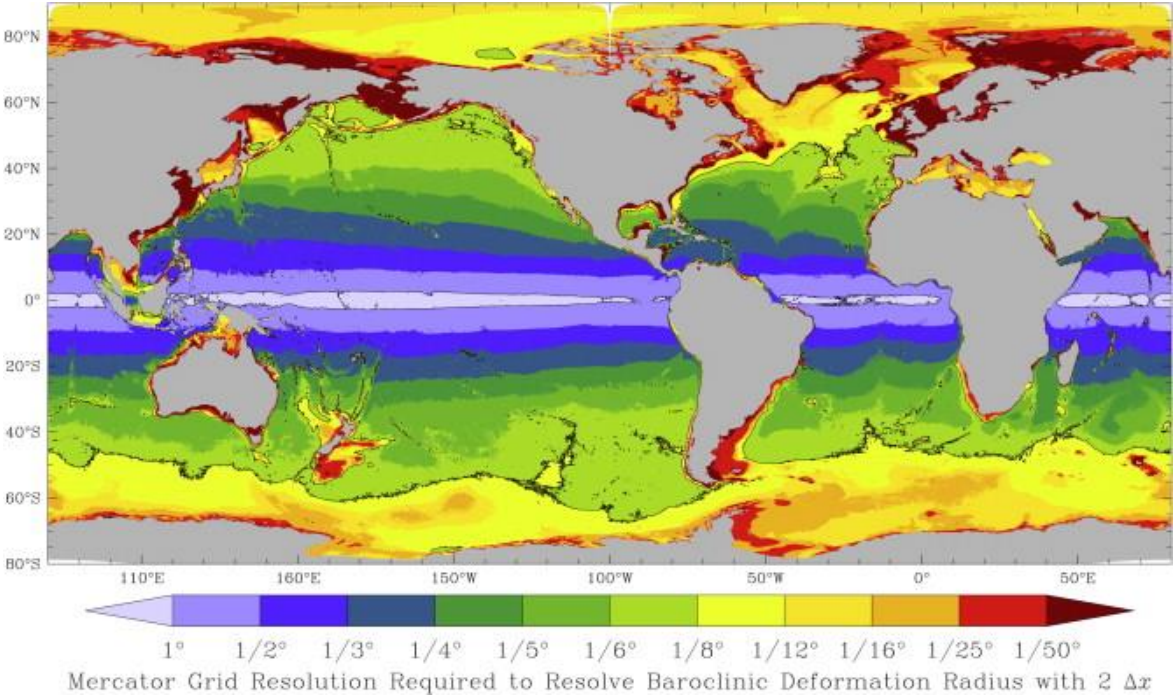 80°N
60°N
40°N
20°N
0°
20°S
40°S
60°S
80°S
110°E 160°E 150°W 100°W 50°W 0° 50°E
1° 1/2° 1/3° 1/4° 1/5° 1/6° 1/8° 1/12° 1/16° 1/25° 1/50°
Mercator Grid Resolution Required to Resolve Baroclinic Deformation Radius with 2 Δx